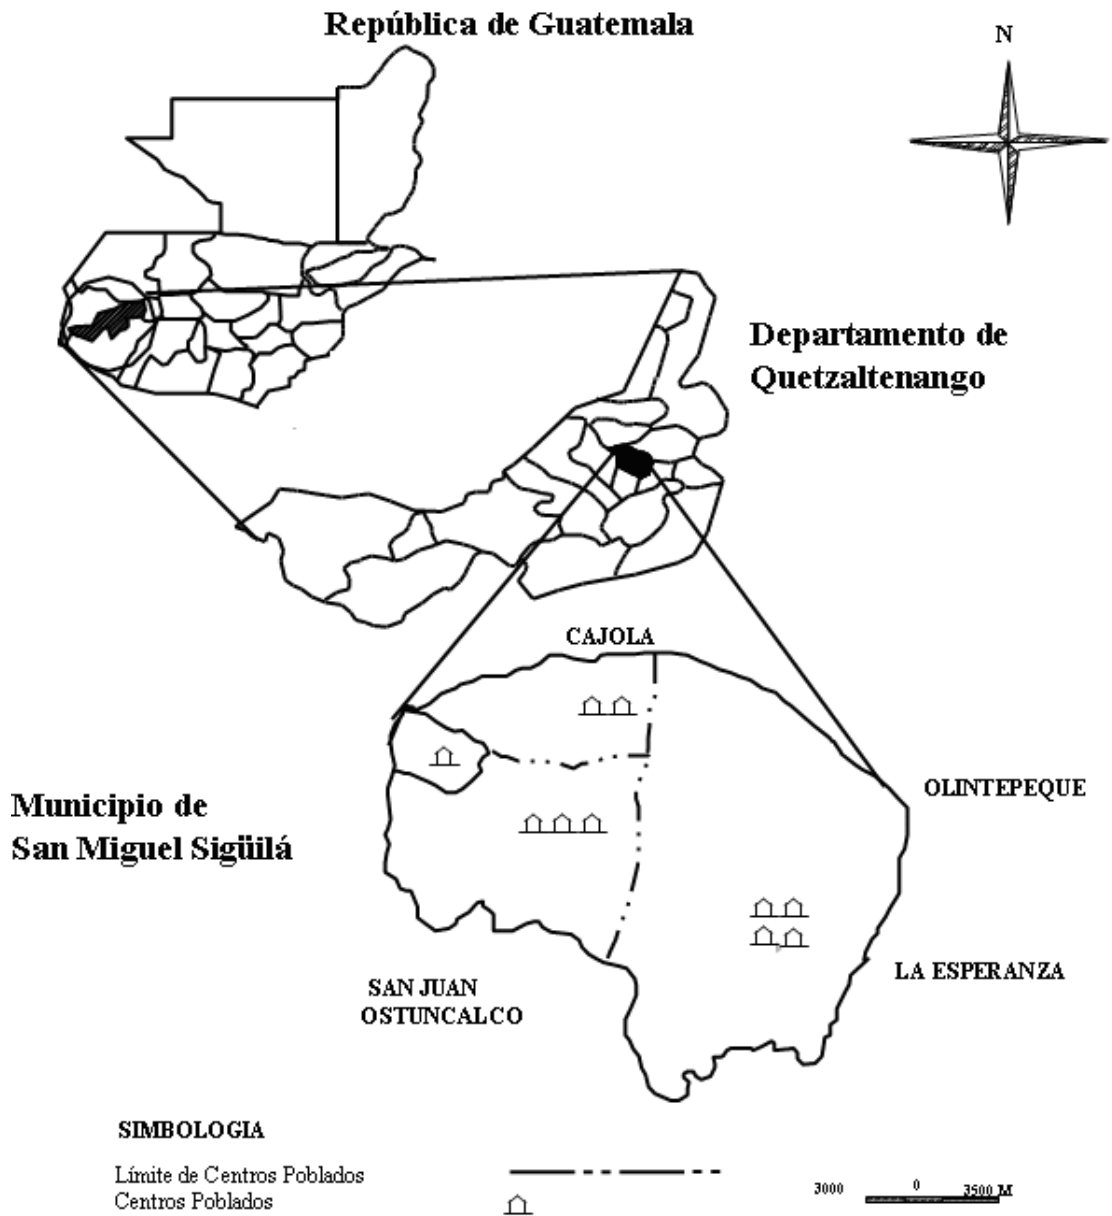 República de Guatemala
N
Departamento de
Quetzaltenango
CAJOLA
OLINTEPEQUE
Municipio de
San Miguel Sigüilá
LA ESPERANZA
SAN JUAN
OSTUNCALCO
SIMBOLOGIA
Límite de Centros Poblados
Centros Poblados
3000 0 3500 M